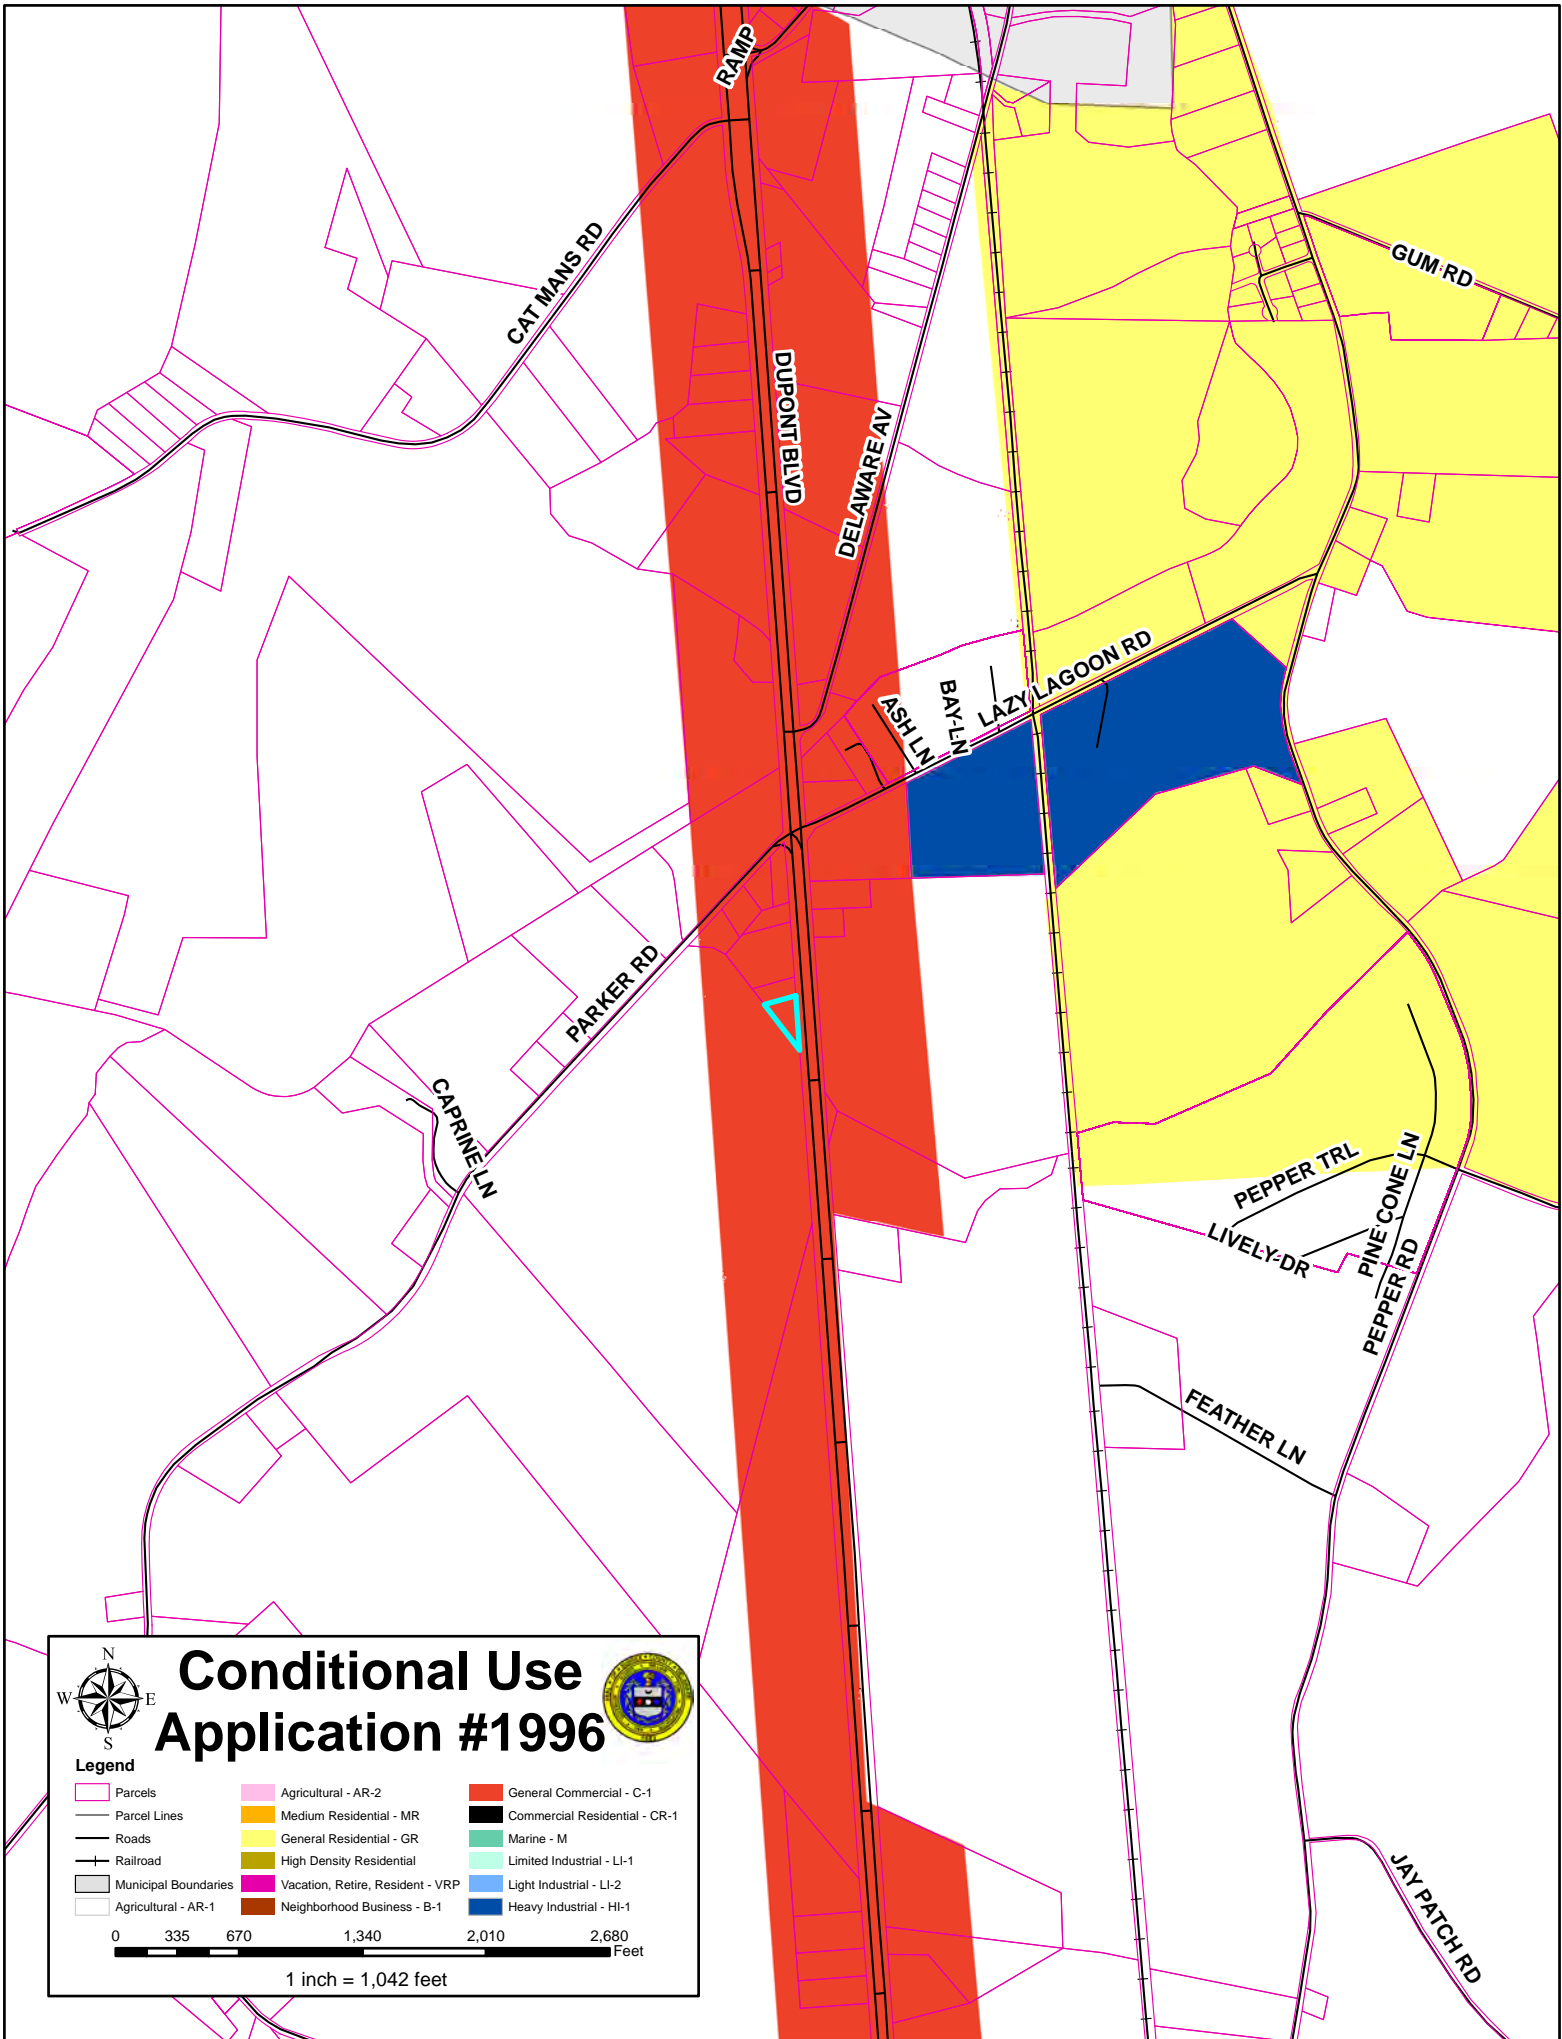 RAMP
CAT MANS RD
GUM RD
DUPONT BLVD
DELAWARE AV
LAZY LAGOON RD
BAY LN
ASH LN
PARKER RD
CAPRINE LN
PEPPER TRL
PINE CONE LN
LIVELY DR
PEPPER RD
FEATHER LN
JAY PATCH RD
N
W E
S
Conditional Use
Application #1996
Legend
Parcels
Parcel Lines
Roads
Railroad
Municipal Boundaries
Agricultural - AR-1
Agricultural - AR-2
Medium Residential - MR
General Residential - GR
High Density Residential
Vacation, Retire, Resident - VRP
Neighborhood Business - B-1
General Commercial - C-1
Commercial Residential - CR-1
Marine - M
Limited Industrial - LI-1
Light Industrial - LI-2
Heavy Industrial - HI-1
0 335 670 1,340 2,010 2,680
Feet
1 inch = 1,042 feet